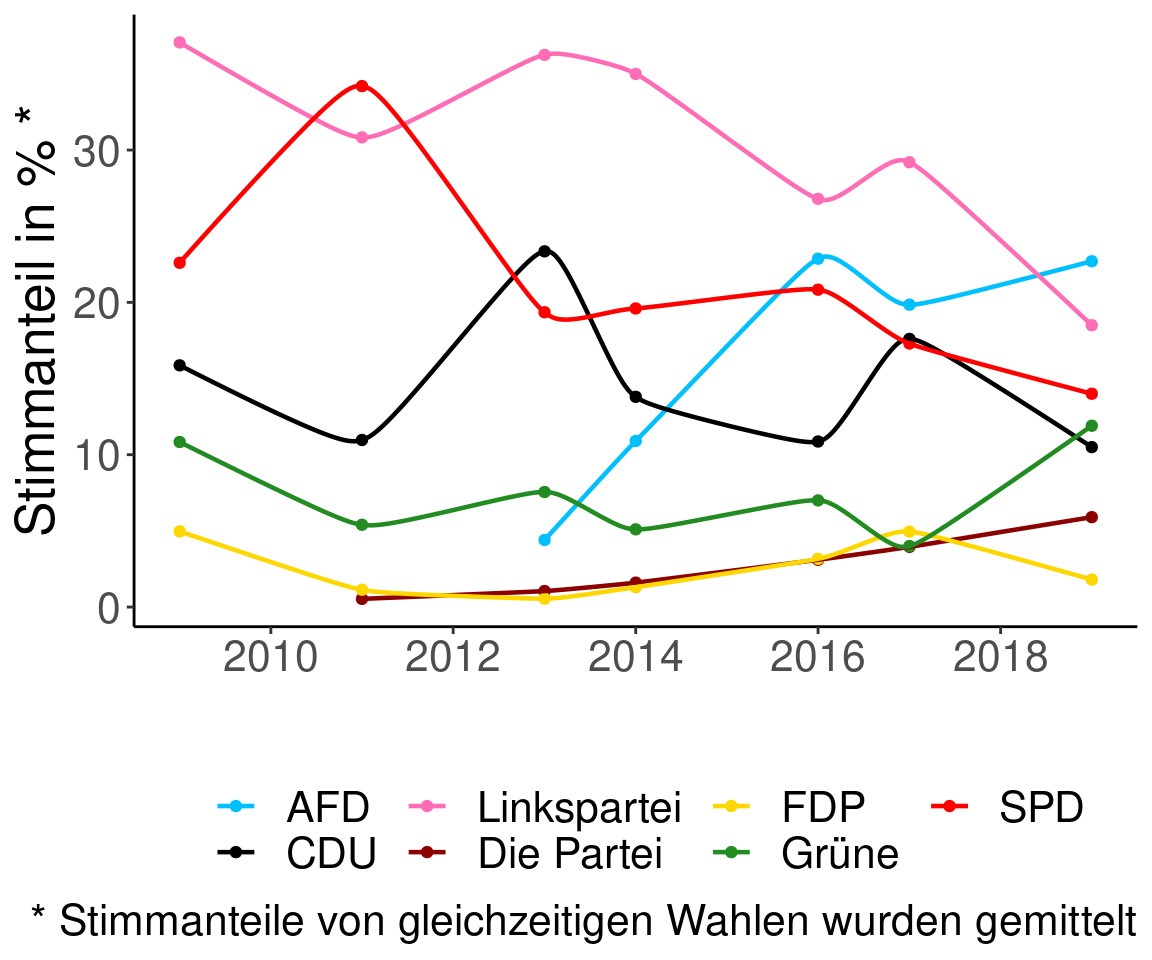 Stimmanteil in % *
30
20
10
0
2010 2012 2014 2016 2018
AFD Linkspartei FDP SPD
CDU Die Partei Grüne
* Stimmanteile von gleichzeitigen Wahlen wurden gemittelt